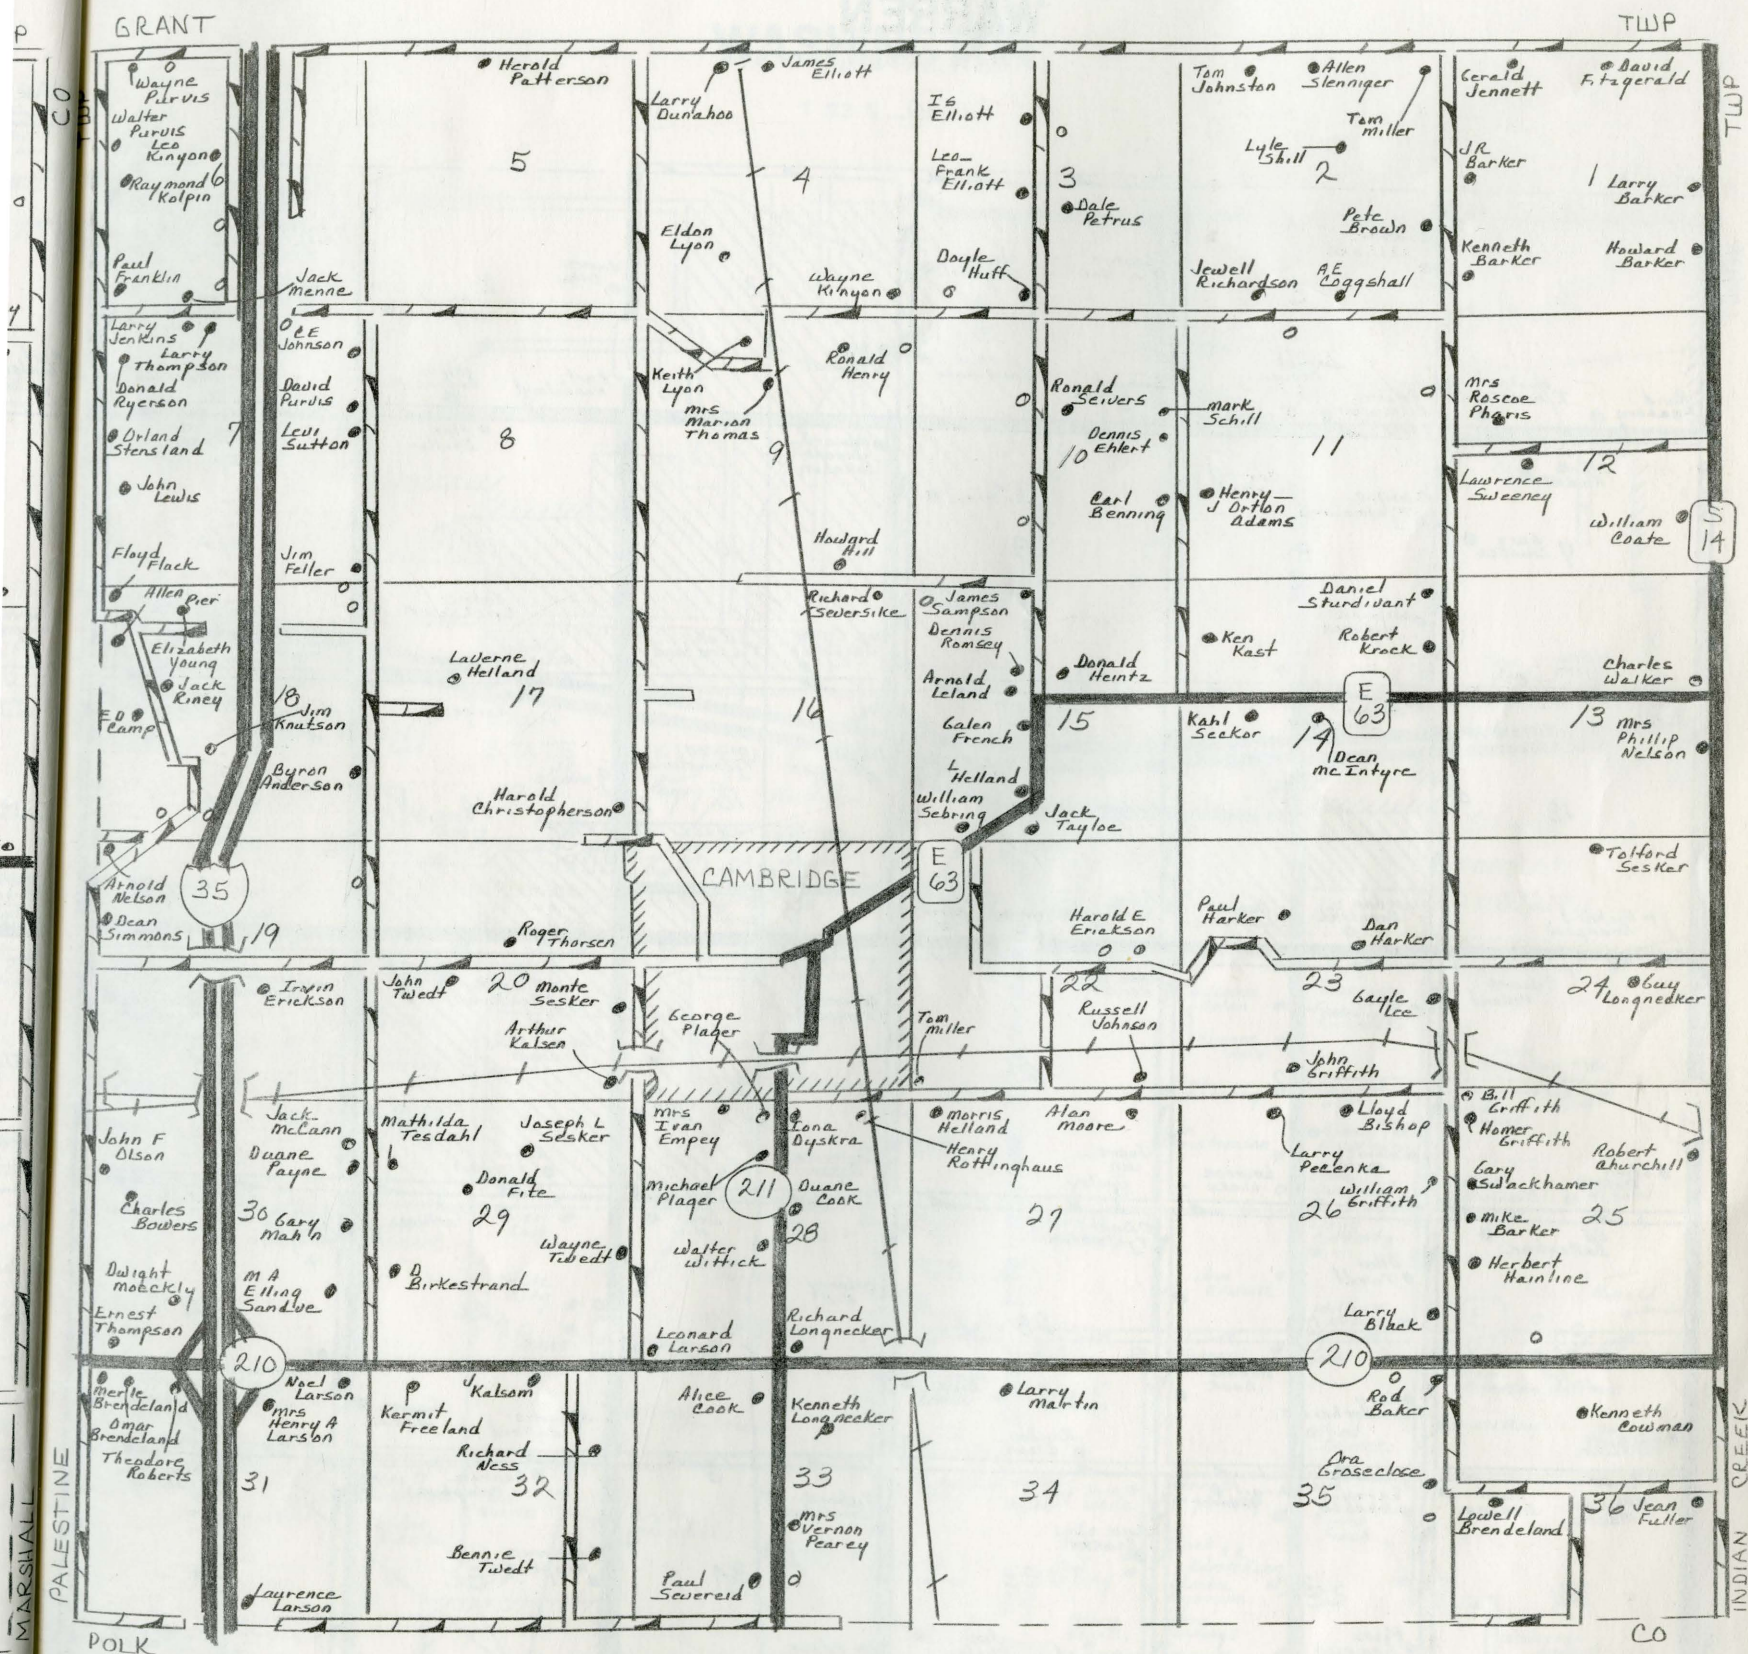 GRANT
TWP
P
CO
TWP
TWP
Wayne
Purvis
Walter
Purvis
Leo
Kinyon
6
Raymond
Kolpin
Paul
Franklin
Jack
Menne
Herold
Patterson
5
Larry
Dunahoo
James
Elliott
4
Eldon
Lyon
Wayne
Kinyon
IG
Elliott
Leo-
Frank
Elliott
Doyle
Huff
3
Dale
Petrus
Tom
Johnston
Allen
Slenniger
Tom
Miller
Lyle
Shill
2
Pete
Brown
Jewell
Richardson
AE
Coggshall
Gerald
Jennett
David
Fitzgerald
JR
Barker
1
Larry
Barker
Kenneth
Barker
Howard
Barker
Larry
Jenkins
Larry
Thompson
Donald
Ryerson
Orland
Stensland
7
John
Lewis
Floyd
Flack
CE
Johnson
David
Purvis
Levi
Sutton
Jim
Feller
8
Keith
Lyon
Mrs
Marion
Thomas
9
Ronald
Henry
Howard
Hill
Ronald
Seivers
Mark
Schill
Dennis
Ehlert
10
Carl
Benning
11
Henry-
J Orton
Adams
Mrs
Roscoe
Pharis
12
Lawrence
Sweeney
William
Coate
S
14
Allen
Pier
Elizabeth
Young
Jack
Riney
ED
Camp
18
Jim
Knutson
Byron
Anderson
LaVerne
Helland
17
Harold
Christopherson
Richard
Seversike
16
James
Sampson
Dennis
Romsey
Arnold
Leland
Galen
French
L
Helland
William
Sebring
Donald
Heintz
15
Jack
Tayloe
Ken
Kast
Daniel
Sturdivant
Robert
Krock
E
63
Kahl
Seckor
14
Dean
McIntyre
Charles
Walker
13
Mrs
Phillip
Nelson
Arnold
Nelson
Dean
Simmons
35
19
Roger
Thorsen
CAMBRIDGE
E
63
Harold E
Erickson
Paul
Harker
Dan
Harker
Tolford
Sesker
Irvin
Erickson
John
Twedt
20
Monte
Sesker
Arthur
Kalsen
George
Plager
Tom
Miller
22
Russell
Johnson
23
Gayle
Lee
John
Griffith
24
Guy
Longnecker
John F
Olson
Charles
Bowers
Dwight
Moeckly
Ernest
Thompson
Jack
McCann
Duane
Payne
30
Gary
Mahn
M A
Elling
Sandve
Mathilda
Tesdahl
Joseph L
Sesker
Donald
Fite
29
Wayne
Twedt
D
Birkestrand
Mrs
Ivan
Empey
Michael
Plager
211
Walter
Wittick
Leonard
Larson
Iona
Dyskra
Duane
Cook
28
Richard
Longnecker
Morris
Helland
Henry
Rottinghaus
Alan
Moore
27
Larry
Pecenka
Lloyd
Bishop
William
Griffith
26
Larry
Black
Bill
Griffith
Homer
Griffith
Gary
Swackhamer
Mike
Barker
Herbert
Hainline
Robert
Churchill
25
210
210
Merle
Brendeland
Omar
Brendeland
Theodore
Roberts
Noel
Larson
Mrs
Henry A
Larson
31
Laurence
Larson
Kermit
Freeland
J
Kalsom
Richard
Ness
32
Bennie
Twedt
Alice
Cook
Paul
Severeid
Kenneth
Longnecker
33
Mrs
Vernon
Pearey
Larry
Martin
34
Rod
Baker
Ora
Groseclose
35
Kenneth
Cowman
Lowell
Brendeland
36
Jean
Fuller
MARSHALL
PALESTINE
POLK
CO
INDIAN CREEK